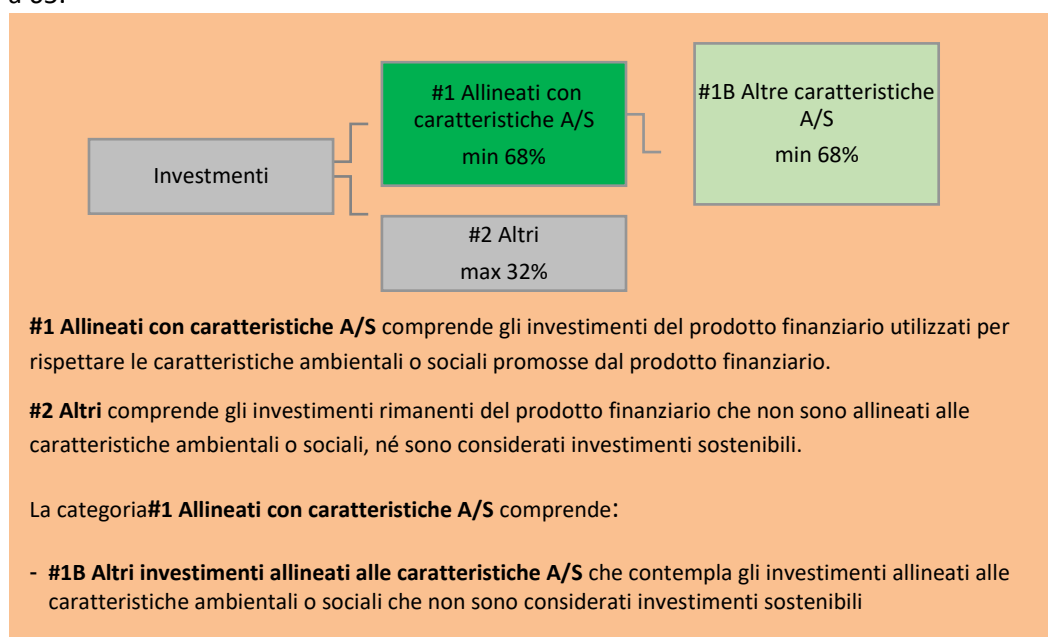 #1 Allineati con
caratteristiche A/S
min 68%
#1B Altre caratteristiche
A/S
min 68%
Investmenti
#2 Altri
max 32%
#1 Allineati con caratteristiche A/S comprende gli investimenti del prodotto finanziario utilizzati per
rispettare le caratteristiche ambientali o sociali promosse dal prodotto finanziario.
#2 Altri comprende gli investimenti rimanenti del prodotto finanziario che non sono allineati alle
caratteristiche ambientali o sociali, né sono considerati investimenti sostenibili.
La categoria#1 Allineati con caratteristiche A/S comprende:
- #1B Altri investimenti allineati alle caratteristiche A/S che contempla gli investimenti allineati alle
caratteristiche ambientali o sociali che non sono considerati investimenti sostenibili